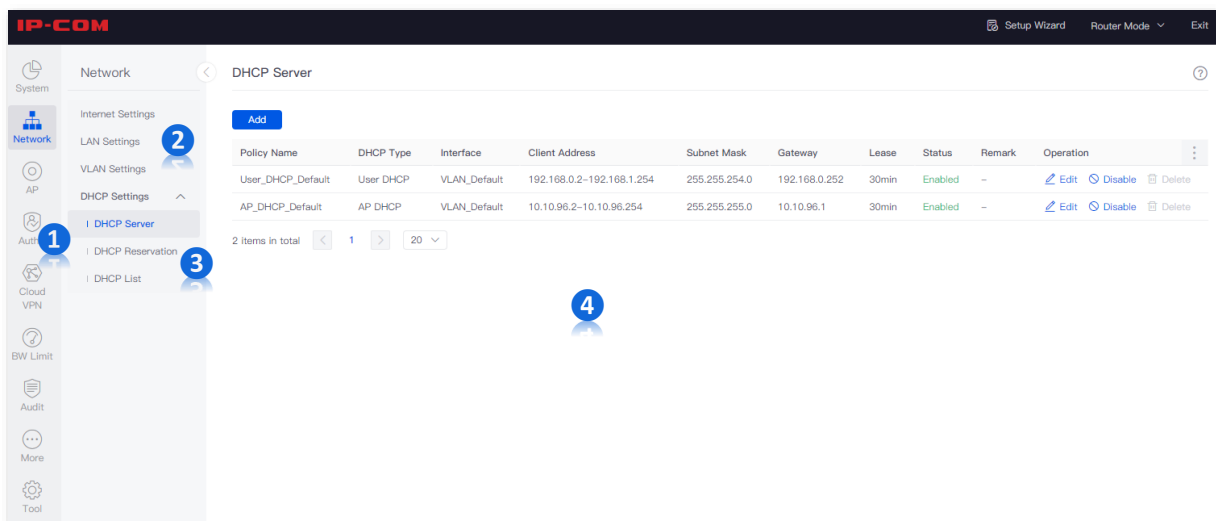 IP-COM
Setup Wizard Router Mode Exit
System
Network
AP
Auth
Cloud
VPN
BW Limit
Audit
More
Tool
Network
Internet Settings
LAN Settings
VLAN Settings
DHCP Settings
DHCP Server
DHCP Reservation
DHCP List
1
2
3
4
DHCP Server
Add
Policy Name DHCP Type Interface Client Address Subnet Mask Gateway Lease Status Remark Operation
User_DHCP_Default User DHCP VLAN_Default 192.168.0.2–192.168.1.254 255.255.254.0 192.168.0.252 30min Enabled – Edit Disable Delete
AP_DHCP_Default AP DHCP VLAN_Default 10.10.96.2–10.10.96.254 255.255.255.0 10.10.96.1 30min Enabled – Edit Disable Delete
2 items in total < 1 > 20